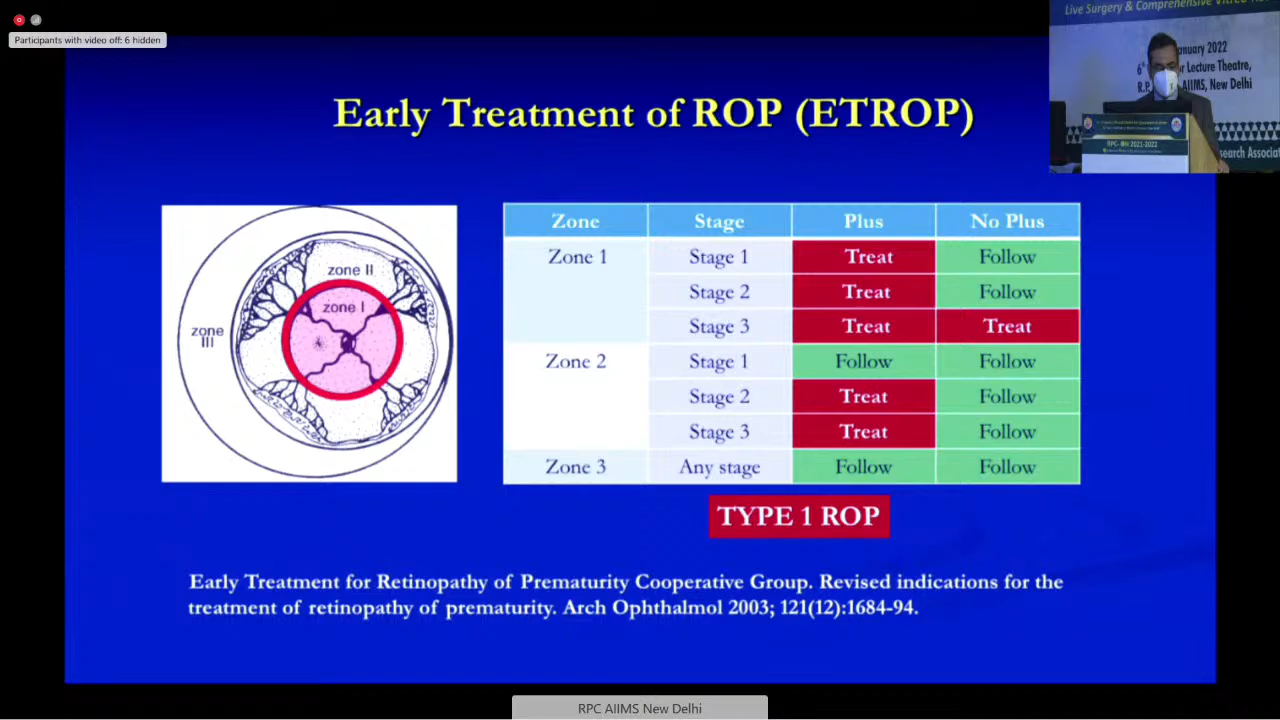 Participants with video off: 6 hidden
Live Surgery & Comprehensive
January 2022
Lecture Theatre,
AIIMS, New Delhi
RPC- 2021-2022
search Associat
Early Treatment of ROP (ETROP)
zone II
zone I
zone
III
Zone Stage Plus No Plus
Zone 1 Stage 1 Treat Follow
Stage 2 Treat Follow
Stage 3 Treat Treat
Zone 2 Stage 1 Follow Follow
Stage 2 Treat Follow
Stage 3 Treat Follow
Zone 3 Any stage Follow Follow
TYPE 1 ROP
Early Treatment for Retinopathy of Prematurity Cooperative Group. Revised indications for the
treatment of retinopathy of prematurity. Arch Ophthalmol 2003; 121(12):1684-94.
RPC AIIMS New Delhi